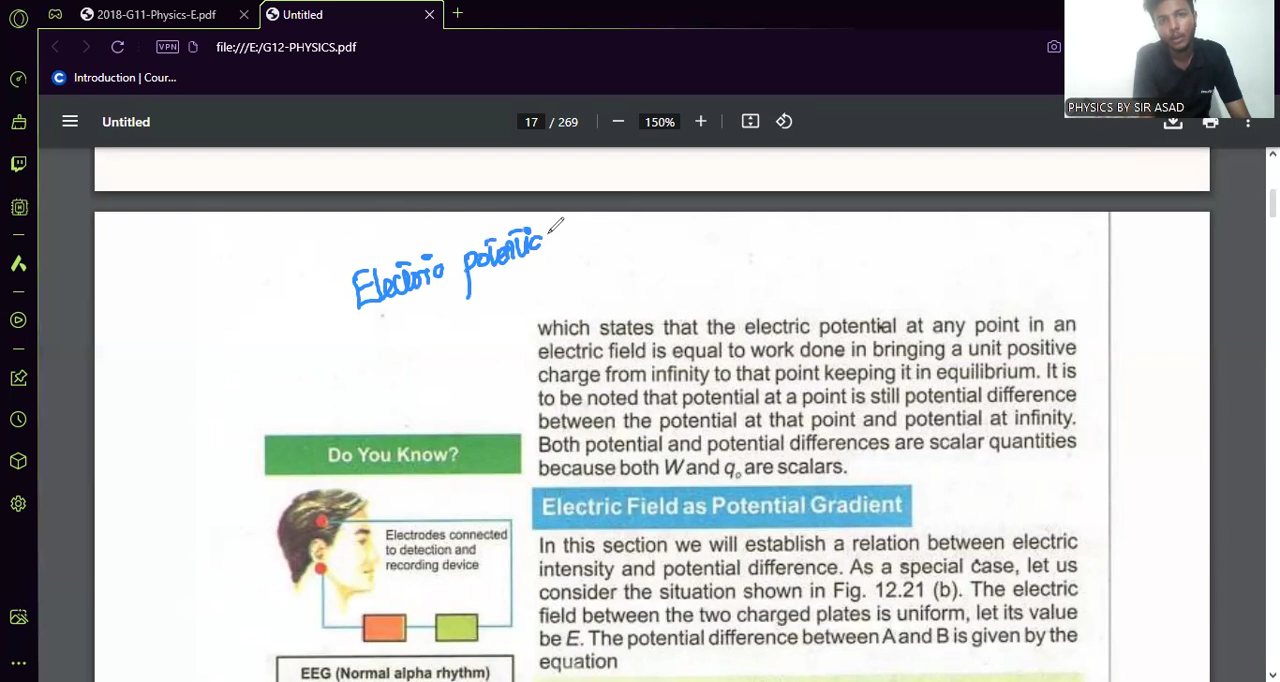 2018-G11-Physics-E.pdf
Untitled
VPN
file:///E:/G12-PHYSICS.pdf
Introduction | Cour...
PHYSICS BY SIR ASAD
Untitled
17 / 269
150%
Electric potentic
which states that the electric potential at any point in an
electric field is equal to work done in bringing a unit positive
charge from infinity to that point keeping it in equilibrium. It is
to be noted that potential at a point is still potential difference
between the potential at that point and potential at infinity.
Both potential and potential differences are scalar quantities
because both W and qₒ are scalars.
Do You Know?
Electrodes connected
to detection and
recording device
EEG (Normal alpha rhythm)
Electric Field as Potential Gradient
In this section we will establish a relation between electric
intensity and potential difference. As a special case, let us
consider the situation shown in Fig. 12.21 (b). The electric
field between the two charged plates is uniform, let its value
be E. The potential difference between A and B is given by the
equation